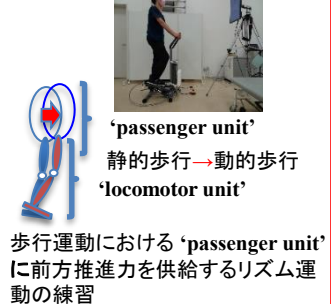 ‘passenger unit’
静的歩行→動的歩行
‘locomotor unit’
歩行運動における ‘passenger unit’
に前方推進力を供給するリズム運
動の練習